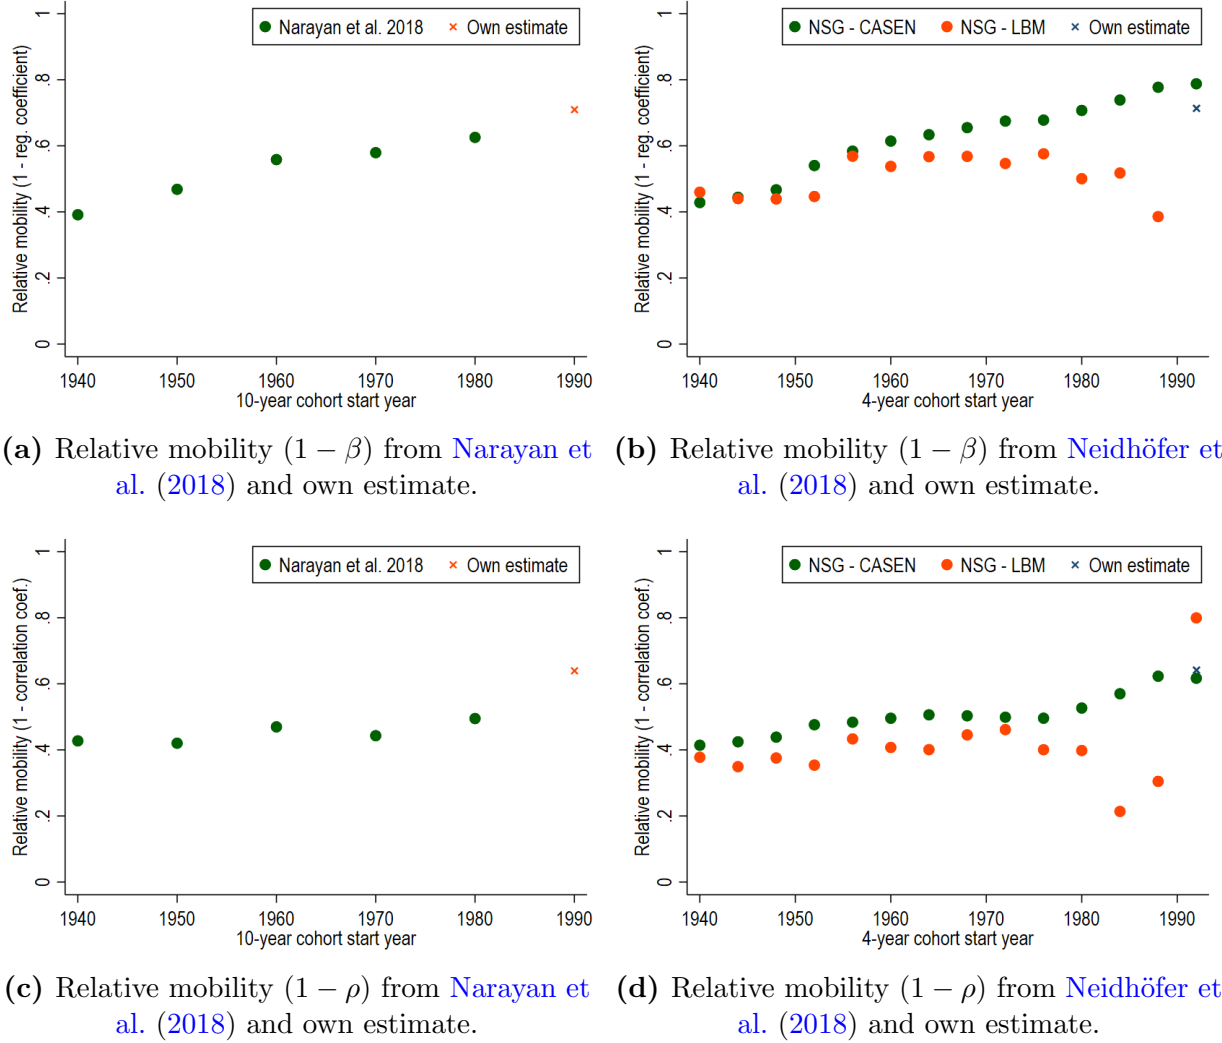 Narayan et al. 2018 Own estimate
Relative mobility (1 - reg. coefficient)
1
.8
.6
.4
.2
0
1940 1950 1960 1970 1980 1990
10-year cohort start year
(a) Relative mobility (1 − β) from Narayan et
al. (2018) and own estimate.
NSG - CASEN NSG - LBM Own estimate
Relative mobility (1 - reg. coefficient)
1
.8
.6
.4
.2
0
1940 1950 1960 1970 1980 1990
4-year cohort start year
(b) Relative mobility (1 − β) from Neidhöfer et
al. (2018) and own estimate.
Narayan et al. 2018 Own estimate
Relative mobility (1 - correlation coef.)
1
.8
.6
.4
.2
0
1940 1950 1960 1970 1980 1990
10-year cohort start year
(c) Relative mobility (1 − ρ) from Narayan et
al. (2018) and own estimate.
NSG - CASEN NSG - LBM Own estimate
Relative mobility (1 - correlation coef.)
1
.8
.6
.4
.2
0
1940 1950 1960 1970 1980 1990
4-year cohort start year
(d) Relative mobility (1 − ρ) from Neidhöfer et
al. (2018) and own estimate.